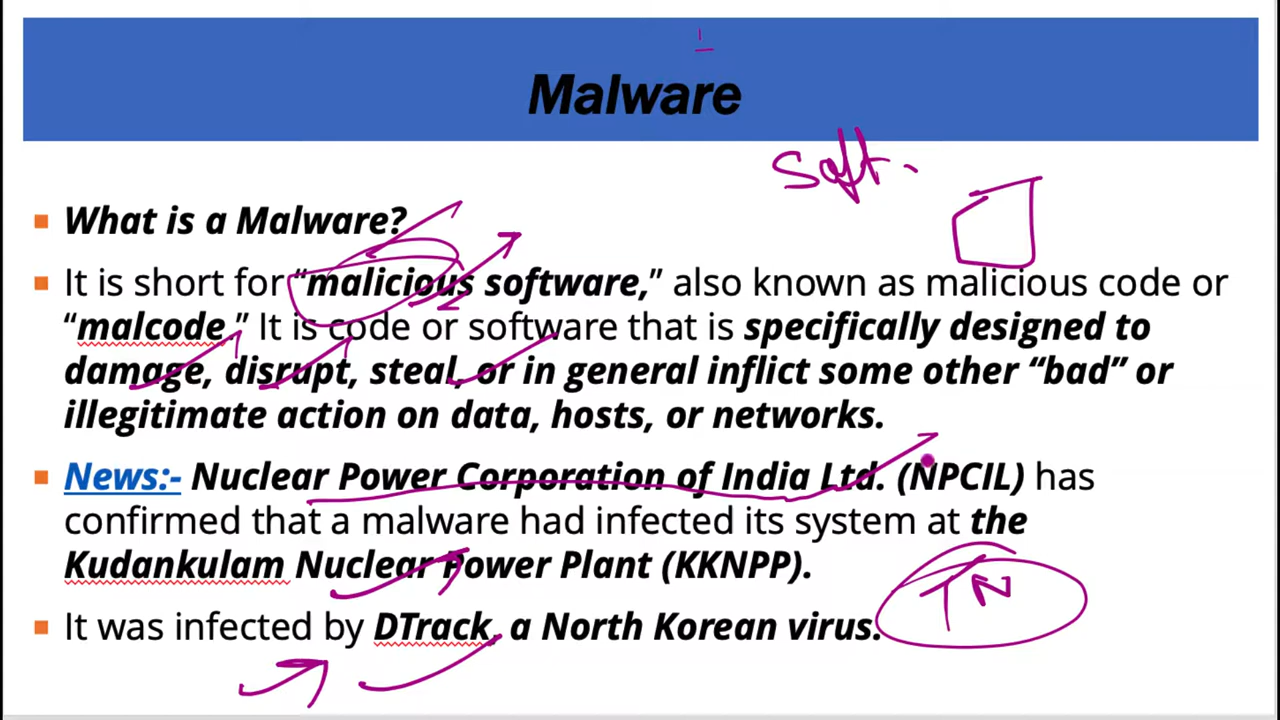 Malware
Soft.
What is a Malware?
It is short for “malicious software,” also known as malicious code or
“malcode.” It is code or software that is specifically designed to
damage, disrupt, steal, or in general inflict some other “bad” or
illegitimate action on data, hosts, or networks.
News:- Nuclear Power Corporation of India Ltd. (NPCIL) has
confirmed that a malware had infected its system at the
Kudankulam Nuclear Power Plant (KKNPP).
TN
It was infected by DTrack, a North Korean virus.